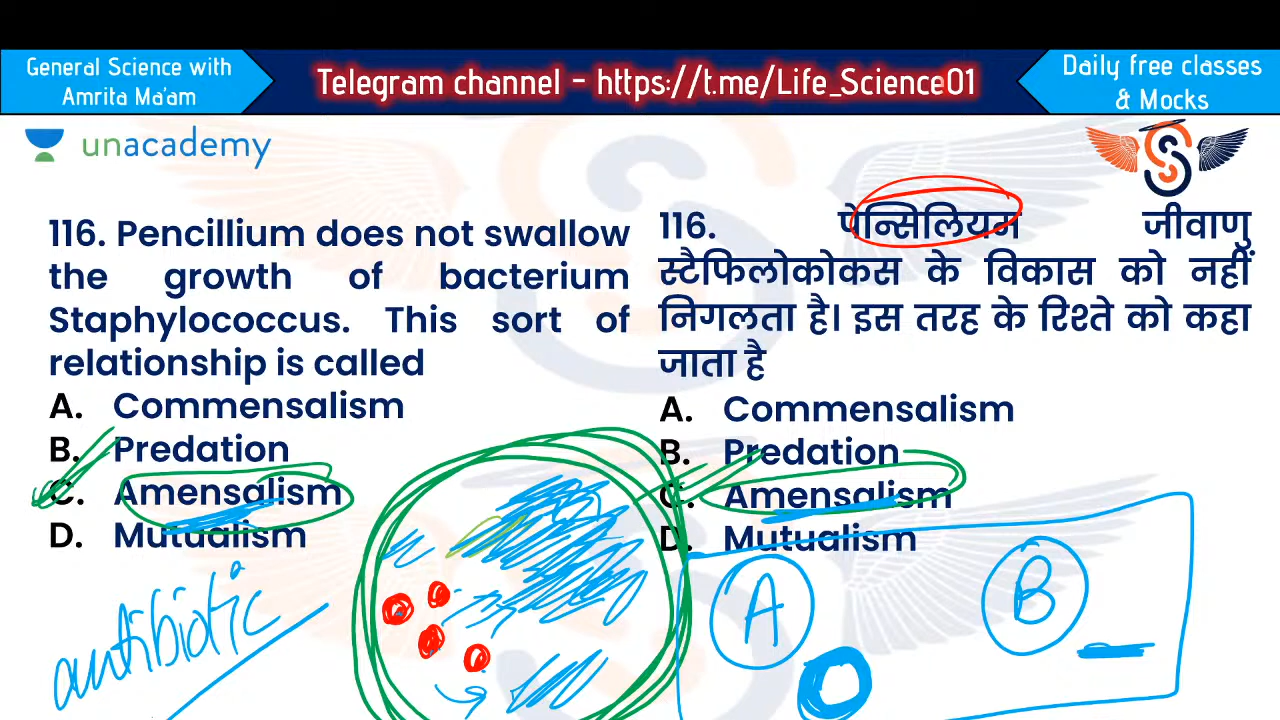 General Science with
Amrita Ma'am
Telegram channel - https://t.me/Life_Science01
Daily free classes
& Mocks
unacademy
116. Pencillium does not swallow
the growth of bacterium
Staphylococcus. This sort of
relationship is called
A. Commensalism
B. Predation
C. Amensalism
D. Mutualism
116. पेन्सिलियम जीवाणु
स्टैफिलोकोकस के विकास को नहीं
निगलता है। इस तरह के रिश्ते को कहा
जाता है
A. Commensalism
B. Predation
C. Amensalism
D. Mutualism
antibiotic
A B